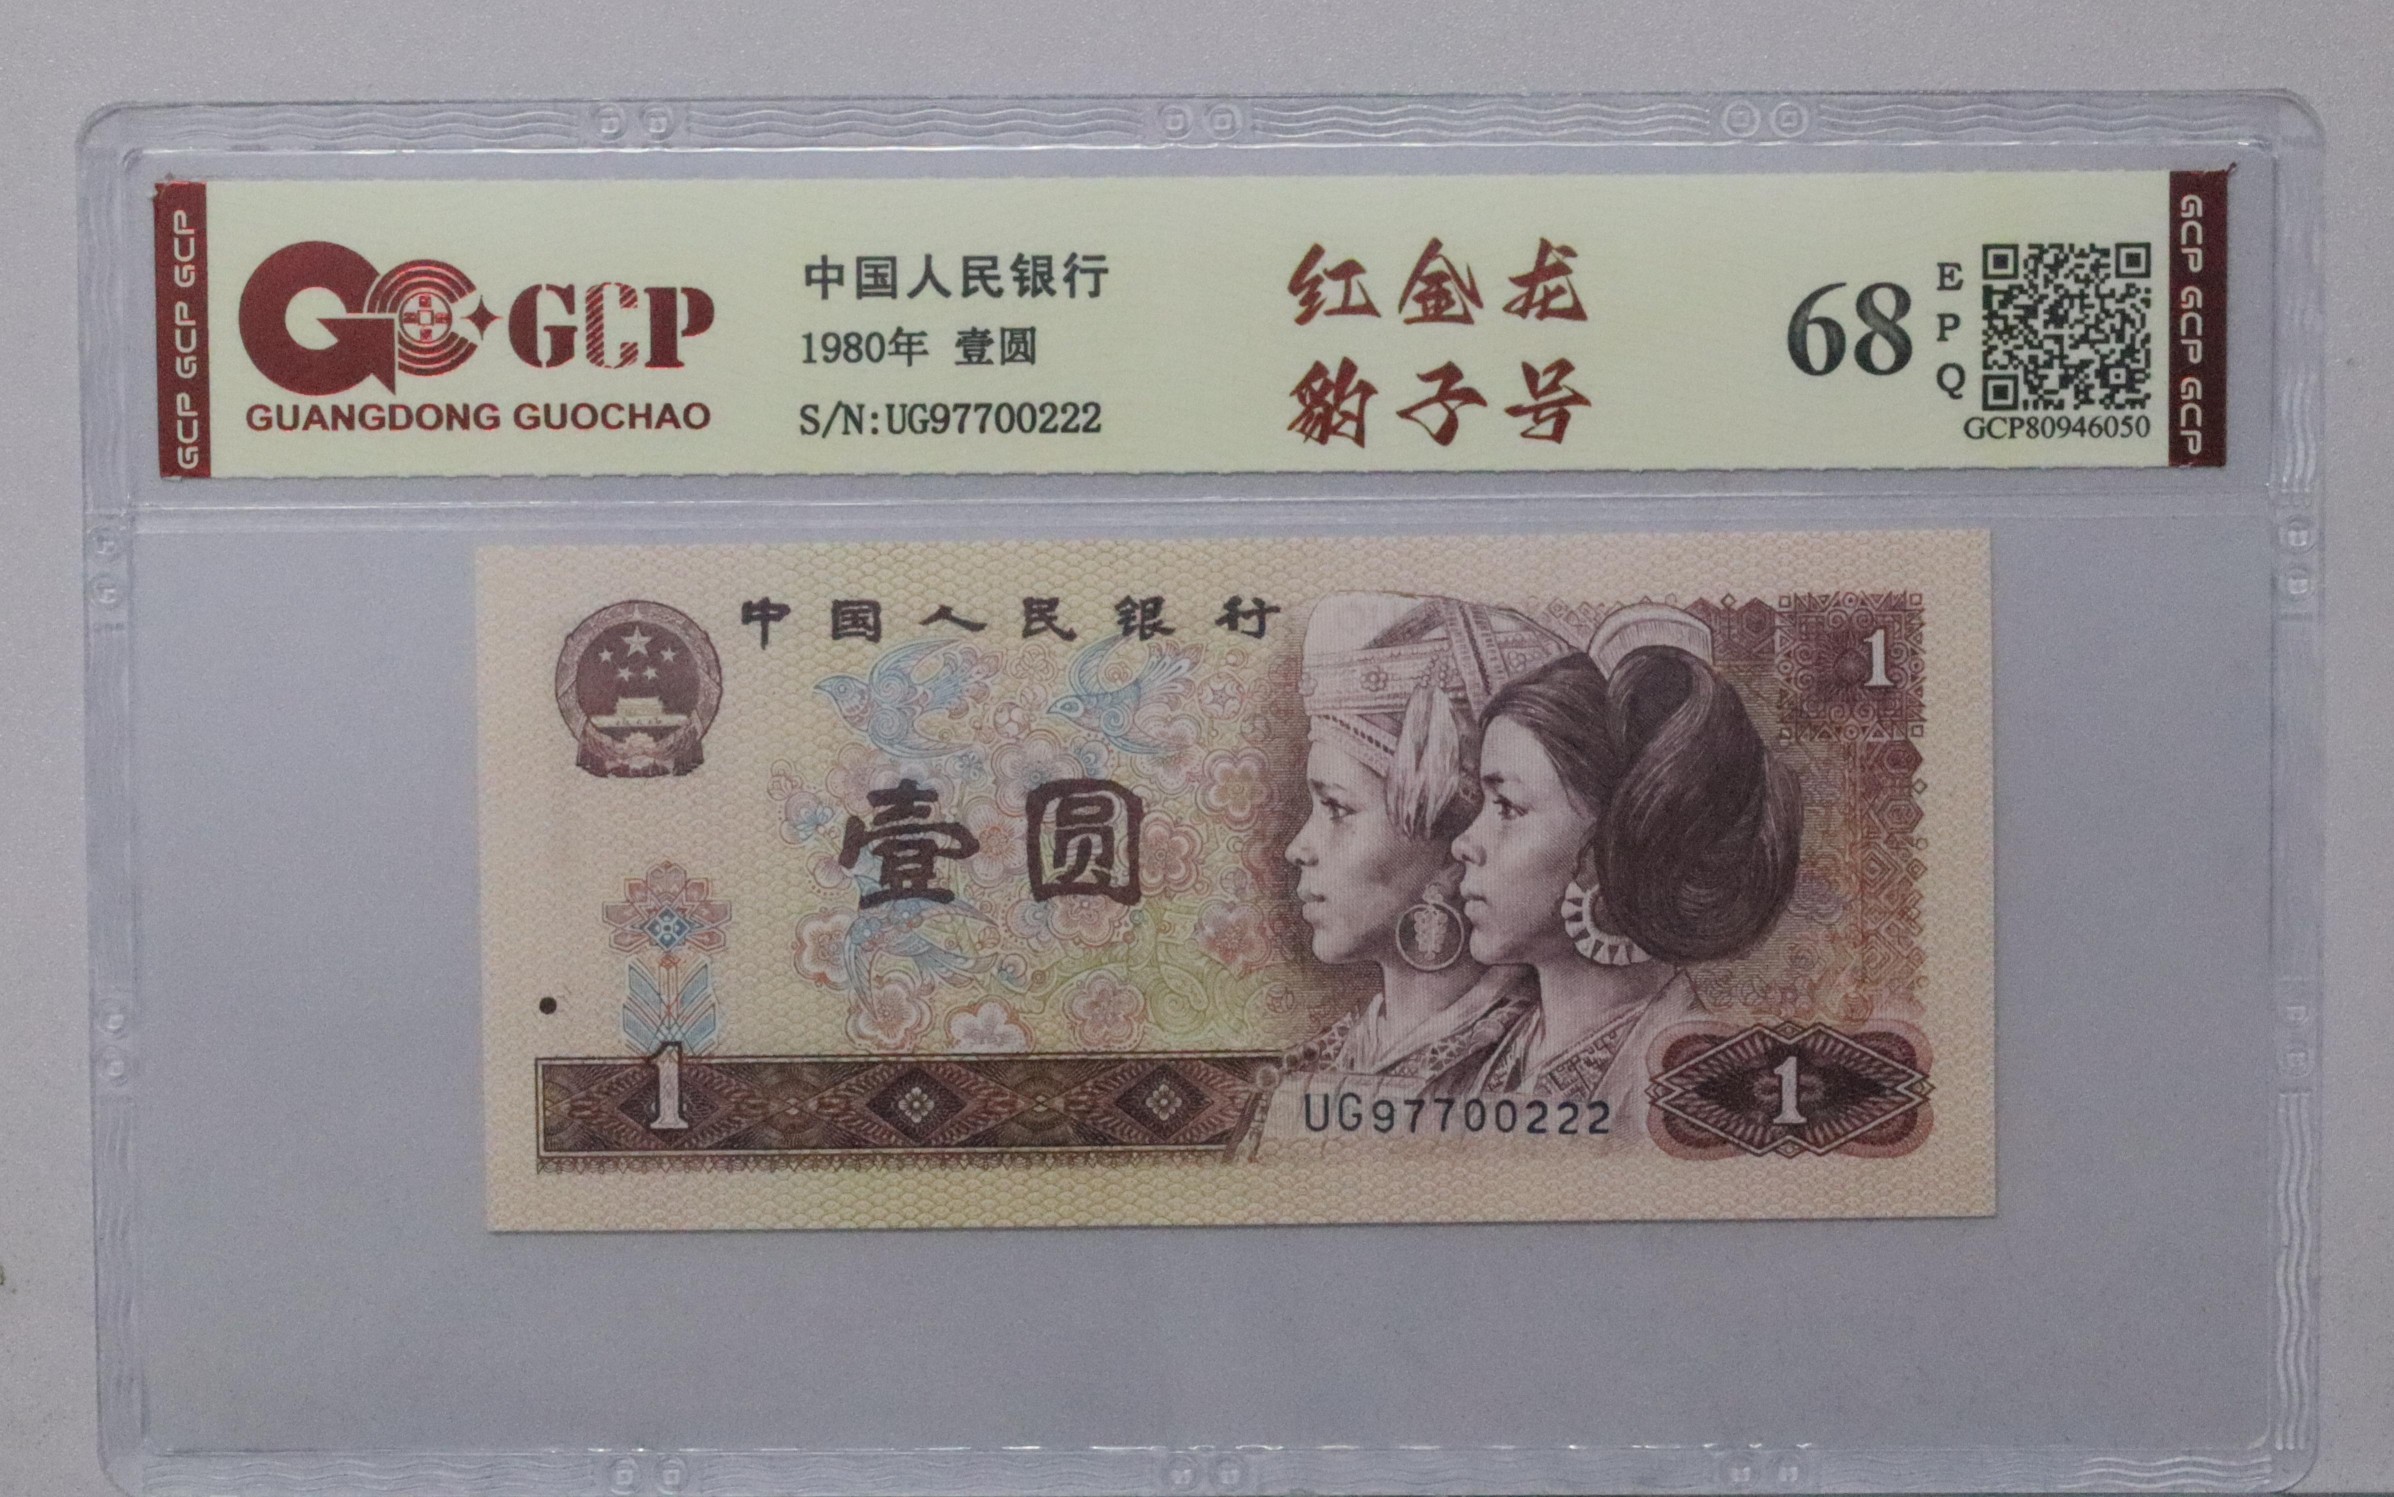 GCP GCP GCP
GCP
GUANGDONG GUOCHAO
中国人民银行
1980年 壹圆
S/N:UG97700222
红金龙
豹子号
68
EPQ
GCP80946050
GCP GCP GCP
中国人民银行
1
壹圆
1
UG97700222
1